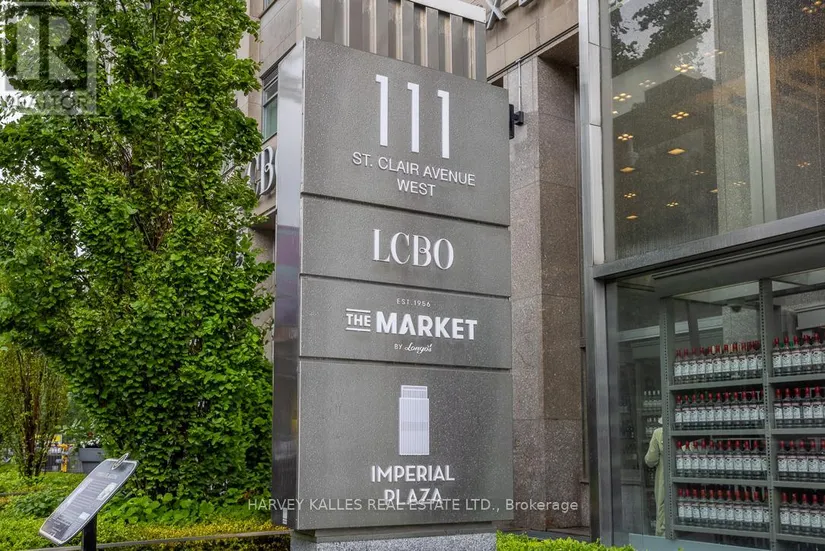 REALTOR
111
ST. CLAIR AVENUE
WEST
LCBO
EST. 1956
THE MARKET
BY Longo's
IMPERIAL
PLAZA
HARVEY KALLES REAL ESTATE LTD., Brokerage